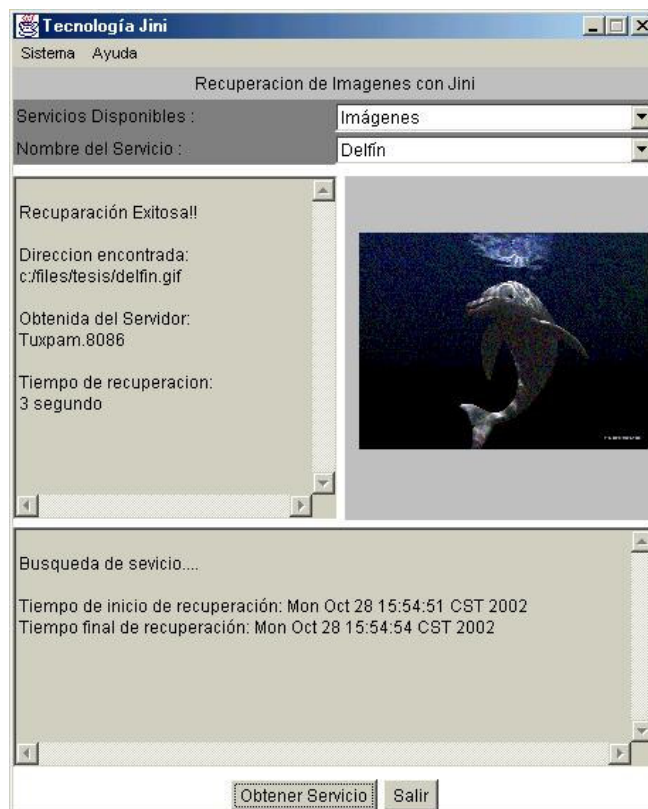 Tecnología Jini
Sistema Ayuda
Recuperacion de Imagenes con Jini
Servicios Disponibles : Imágenes
Nombre del Servicio : Delfín
Recuparación Exitosa!!
Direccion encontrada:
c:/files/tesis/delfin.gif
Obtenida del Servidor:
Tuxpam.8086
Tiempo de recuperacion:
3 segundo
Busqueda de sevicio....
Tiempo de inicio de recuperación: Mon Oct 28 15:54:51 CST 2002
Tiempo final de recuperación: Mon Oct 28 15:54:54 CST 2002
Obtener Servicio Salir